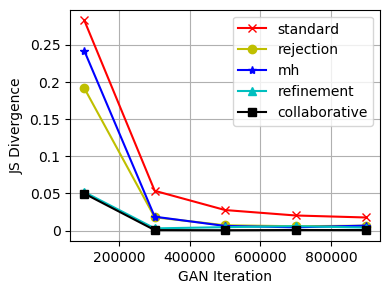 standard
rejection
mh
refinement
collaborative
JS Divergence
0.25
0.2
0.15
0.1
0.05
0
200000 400000 600000 800000
GAN Iteration